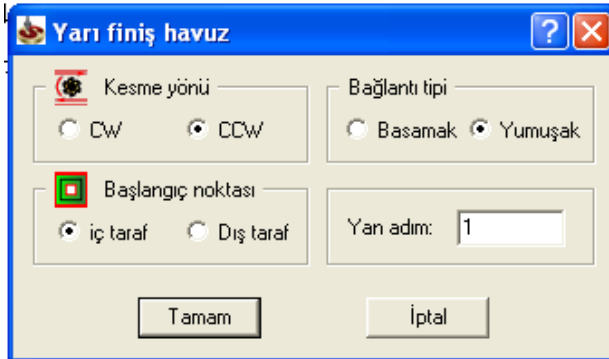 Yarı finiş havuz
Kesme yönü
CW CCW
Bağlantı tipi
Basamak Yumuşak
Başlangıç noktası
iç taraf Dış taraf
Yan adım: 1
Tamam İptal